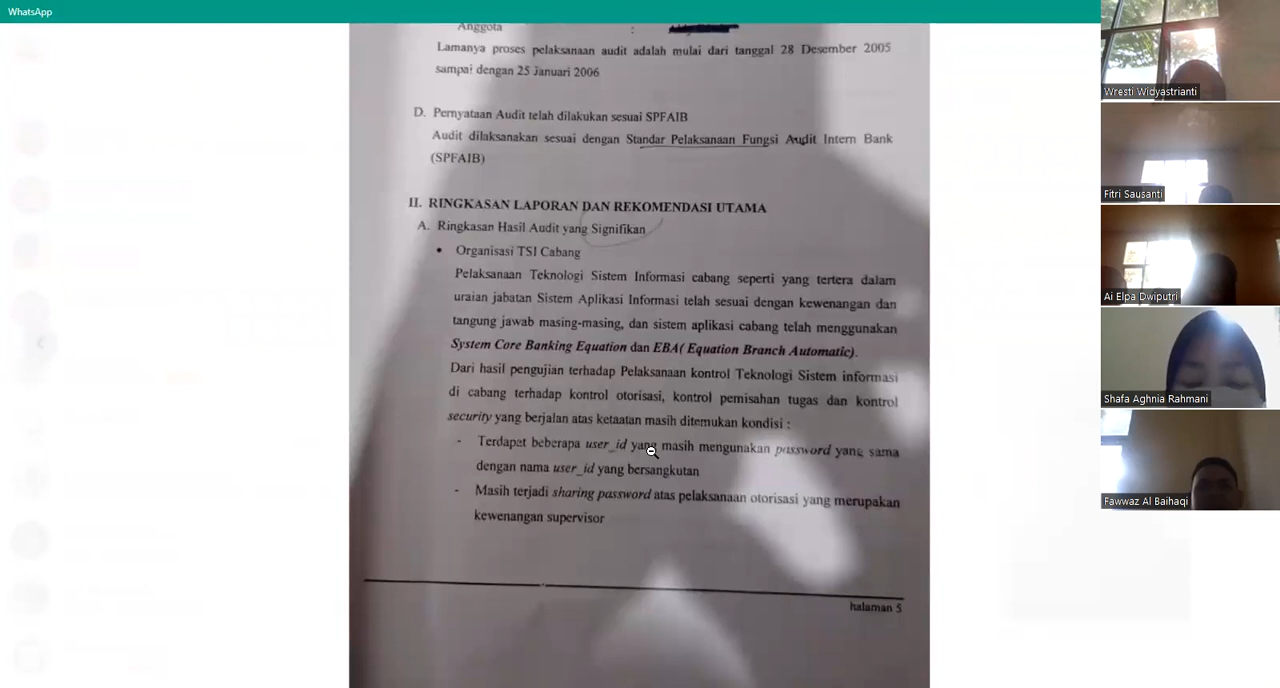 WhatsApp
Anggota :
Lamanya proses pelaksanaan audit adalah mulai dari tanggal 28 Desember 2005
sampai dengan 25 Januari 2006
D. Pernyataan Audit telah dilakukan sesuai SPFAIB
Audit dilaksanakan sesuai dengan Standar Pelaksanaan Fungsi Audit Intern Bank
(SPFAIB)
II. RINGKASAN LAPORAN DAN REKOMENDASI UTAMA
A. Ringkasan Hasil Audit yang Signifikan
• Organisasi TSI Cabang
Pelaksanaan Teknologi Sistem Informasi cabang seperti yang tertera dalam
uraian jabatan Sistem Aplikasi Informasi telah sesuai dengan kewenangan dan
tangung jawab masing-masing, dan sistem aplikasi cabang telah menggunakan
System Core Banking Equation dan EBA( Equation Branch Automatic).
Dari hasil pengujian terhadap Pelaksanaan kontrol Teknologi Sistem informasi
di cabang terhadap kontrol otorisasi, kontrol pemisahan tugas dan kontrol
security yang berjalan atas ketaatan masih ditemukan kondisi :
- Terdapat beberapa user_id yang masih mengunakan password yang sama
dengan nama user_id yang bersangkutan
- Masih terjadi sharing password atas pelaksanaan otorisasi yang merupakan
kewenangan supervisor
halaman 5
Wresti Widyastrianti
Fitri Sausanti
Ai Elpa Dwiputri
Shafa Aghnia Rahmani
Fawwaz Al Baihaqi